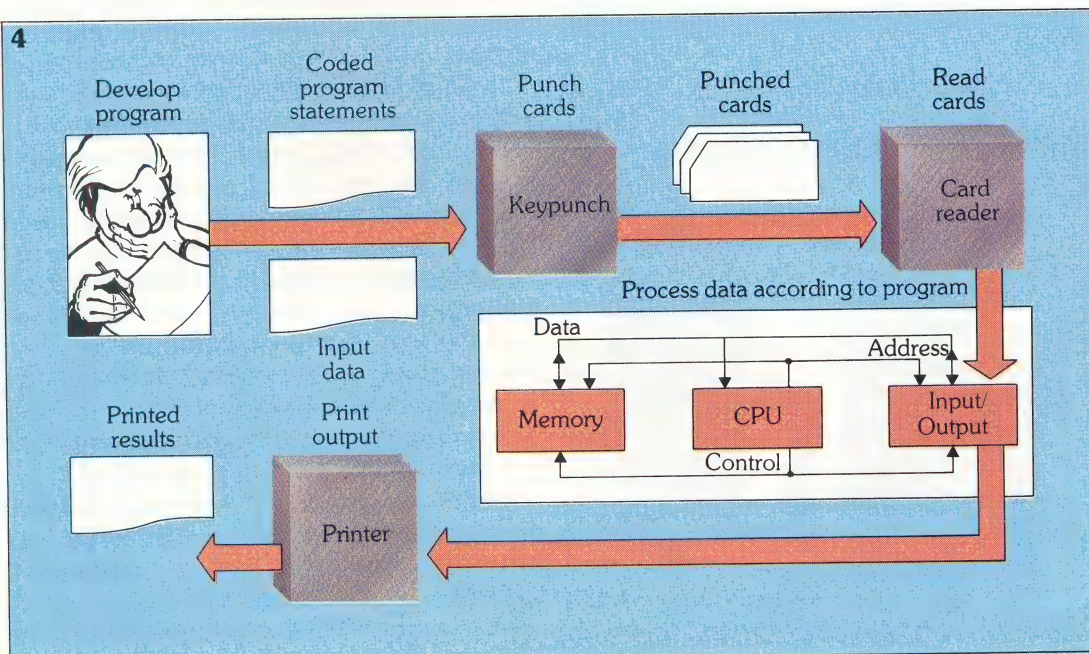 4
Develop
program
Coded
program
statements
Punch
cards
Punched
cards
Read
cards
Keypunch
Card
reader
Input
data
Process data according to program
Data
Address
Memory
CPU
Input/
Output
Control
Printed
results
Print
output
Printer